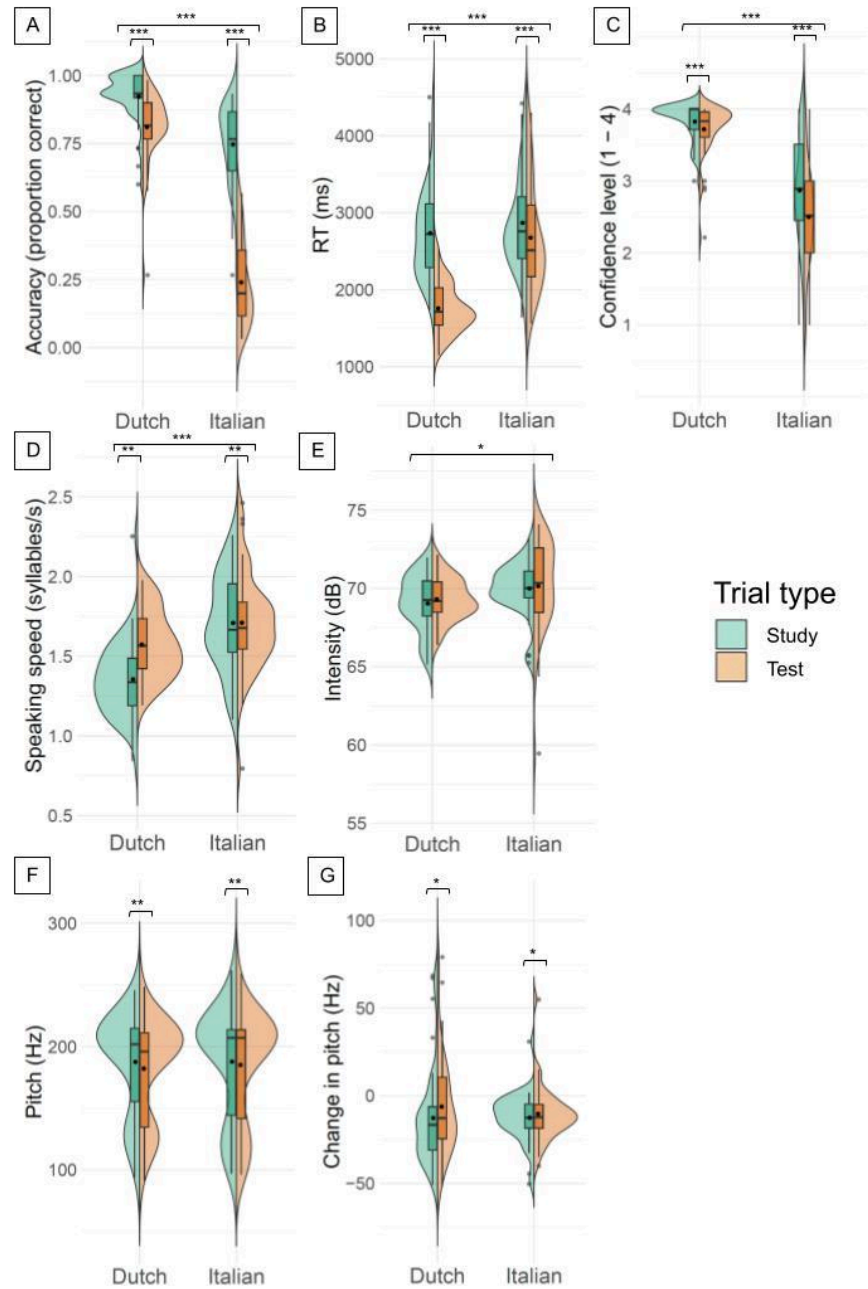 A
***
***
***
Accuracy (proportion correct)
1.00
0.75
0.50
0.25
0.00
Dutch
Italian
B
***
***
***
RT (ms)
5000
4000
3000
2000
1000
Dutch
Italian
C
***
***
***
Confidence level (1 − 4)
4
3
2
1
Dutch
Italian
D
***
**
**
Speaking speed (syllables/s)
2.5
2.0
1.5
1.0
0.5
Dutch
Italian
E
*
Intensity (dB)
75
70
65
60
55
Dutch
Italian
Trial type
Study
Test
F
**
**
Pitch (Hz)
300
200
100
Dutch
Italian
G
*
*
Change in pitch (Hz)
100
50
0
−50
Dutch
Italian